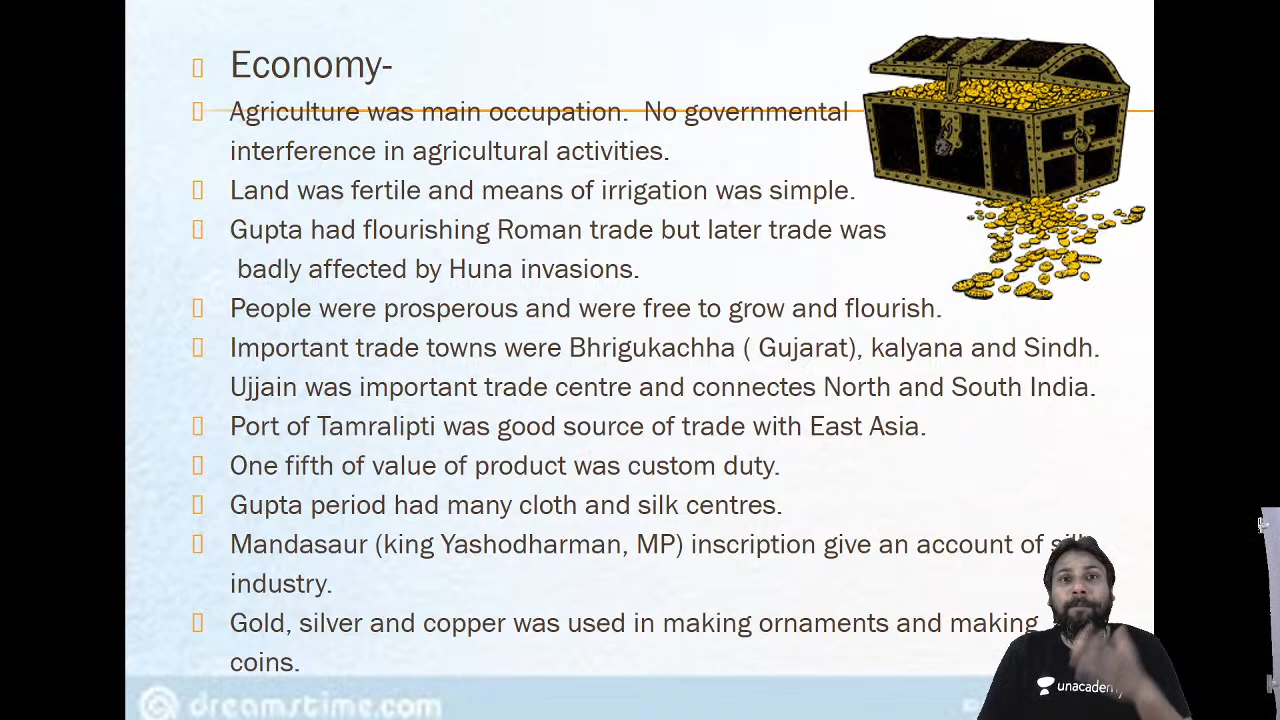 Economy-
Agriculture was main occupation. No governmental
interference in agricultural activities.
Land was fertile and means of irrigation was simple.
Gupta had flourishing Roman trade but later trade was
badly affected by Huna invasions.
People were prosperous and were free to grow and flourish.
Important trade towns were Bhrigukachha ( Gujarat), kalyana and Sindh.
Ujjain was important trade centre and connectes North and South India.
Port of Tamralipti was good source of trade with East Asia.
One fifth of value of product was custom duty.
Gupta period had many cloth and silk centres.
Mandasaur (king Yashodharman, MP) inscription give an account of silk
industry.
Gold, silver and copper was used in making ornaments and making
coins.
unacademy
dreamstime.com